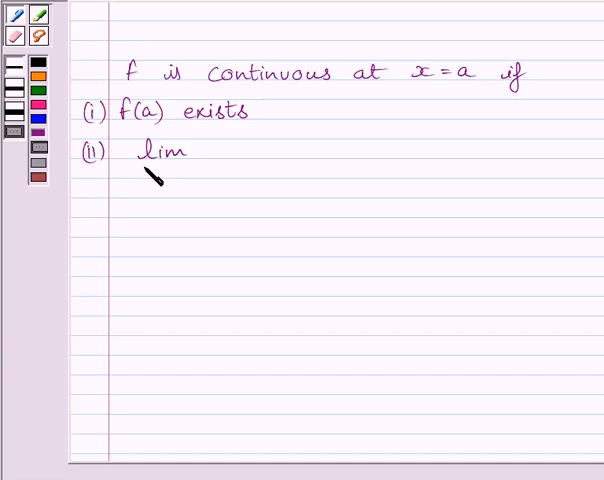 f is continuous at x = a if
(i) f(a) exists
(ii) lim